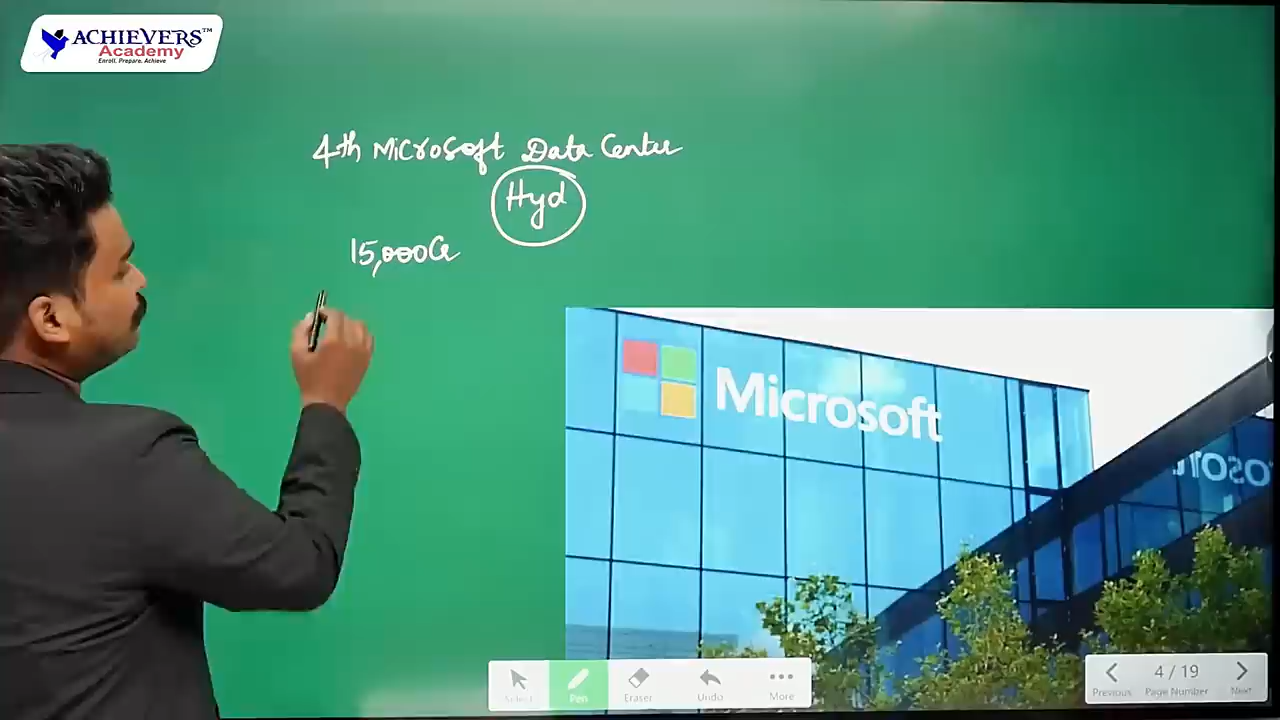 ACHIEVERS™
Academy
Enroll. Prepare. Achieve
4th Microsoft Data Center
Hyd
15,000Cr
Microsoft
Select
Pen
Eraser
Undo
More
4 / 19
Previous
Page Number
Next